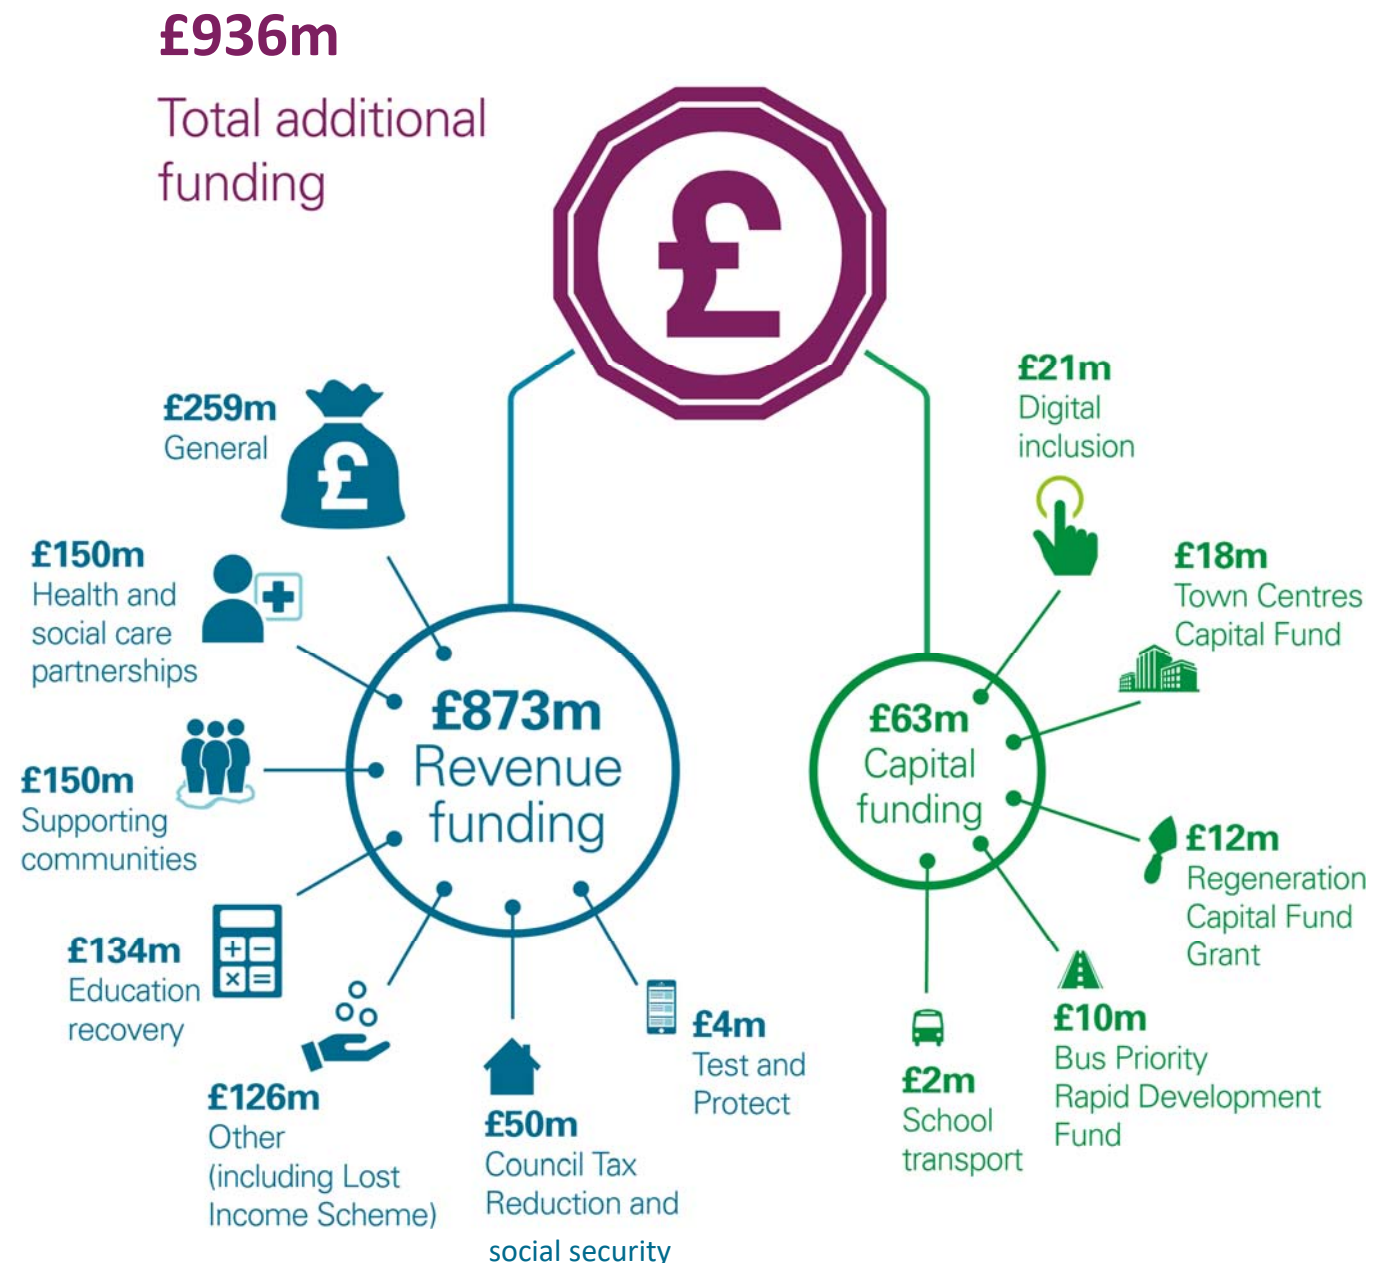 £936m
Total additional
funding
£
£259m
General
£
£150m
Health and
social care
partnerships
£150m
Supporting
communities
£134m
Education
recovery
+ −
× =
£126m
Other
(including Lost
Income Scheme)
£50m
Council Tax
Reduction and
social security
£4m
Test and
Protect
£873m
Revenue
funding
£63m
Capital
funding
£21m
Digital
inclusion
£18m
Town Centres
Capital Fund
£12m
Regeneration
Capital Fund
Grant
£10m
Bus Priority
Rapid Development
Fund
£2m
School
transport